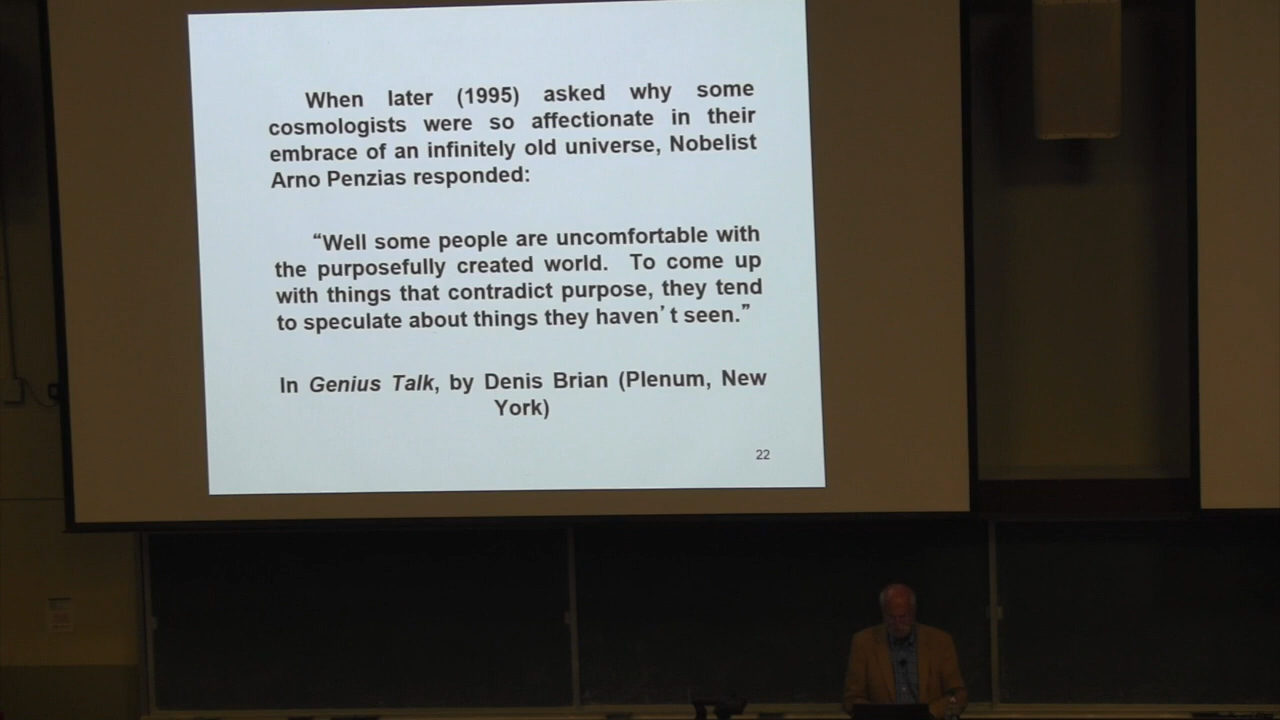 When later (1995) asked why some
cosmologists were so affectionate in their
embrace of an infinitely old universe, Nobelist
Arno Penzias responded:
“Well some people are uncomfortable with
the purposefully created world. To come up
with things that contradict purpose, they tend
to speculate about things they haven’t seen.”
In Genius Talk, by Denis Brian (Plenum, New
York)
22